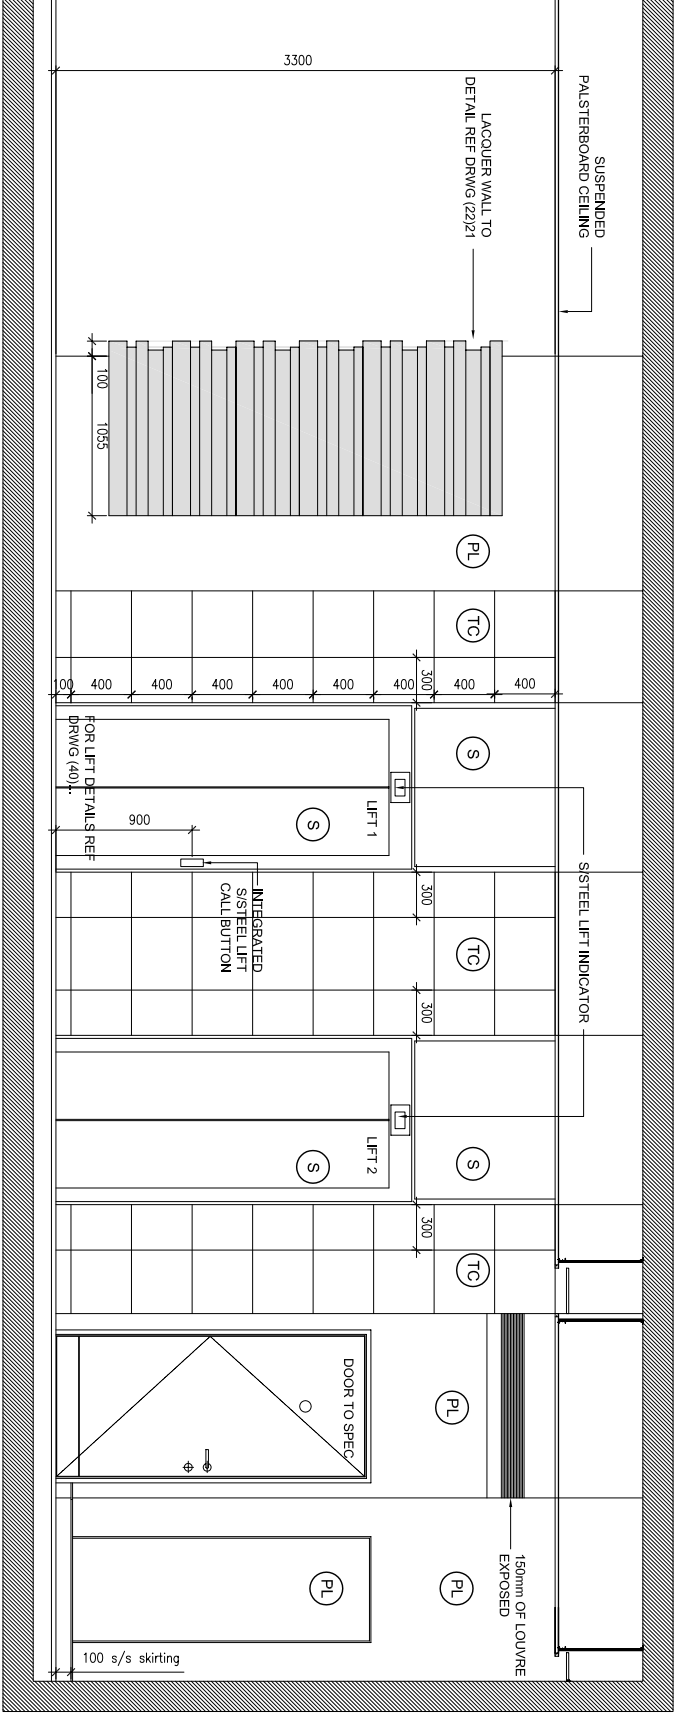 3300
SUSPENDED
PALSTERBOARD CEILING
LACQUER WALL TO
DETAIL REF DRWG (22)21
100
1055
PL
TC
300
100
400
400
400
400
400
400
400
400
S
S
LIFT 1
FOR LIFT DETAILS REF
DRWG (40)...
900
INTEGRATED
S/STEEL LIFT
CALL BUTTON
S/STEEL LIFT INDICATOR
300
TC
300
S
S
LIFT 2
300
TC
DOOR TO SPEC
PL
150mm OF LOUVRE
EXPOSED
PL
PL
100 s/s skirting